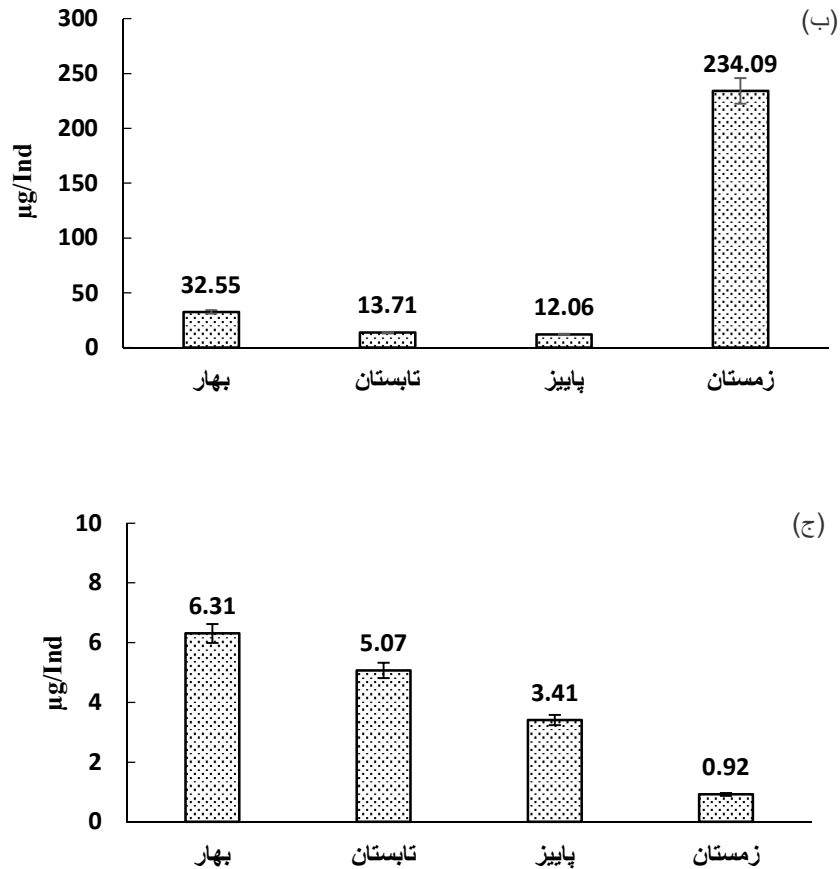 (ب)
300
250
200
150
100
50
0
µg/Ind
32.55
13.71
12.06
234.09
بهار
تابستان
پاییز
زمستان
(ج)
10
8
6
4
2
0
µg/Ind
6.31
5.07
3.41
0.92
بهار
تابستان
پاییز
زمستان